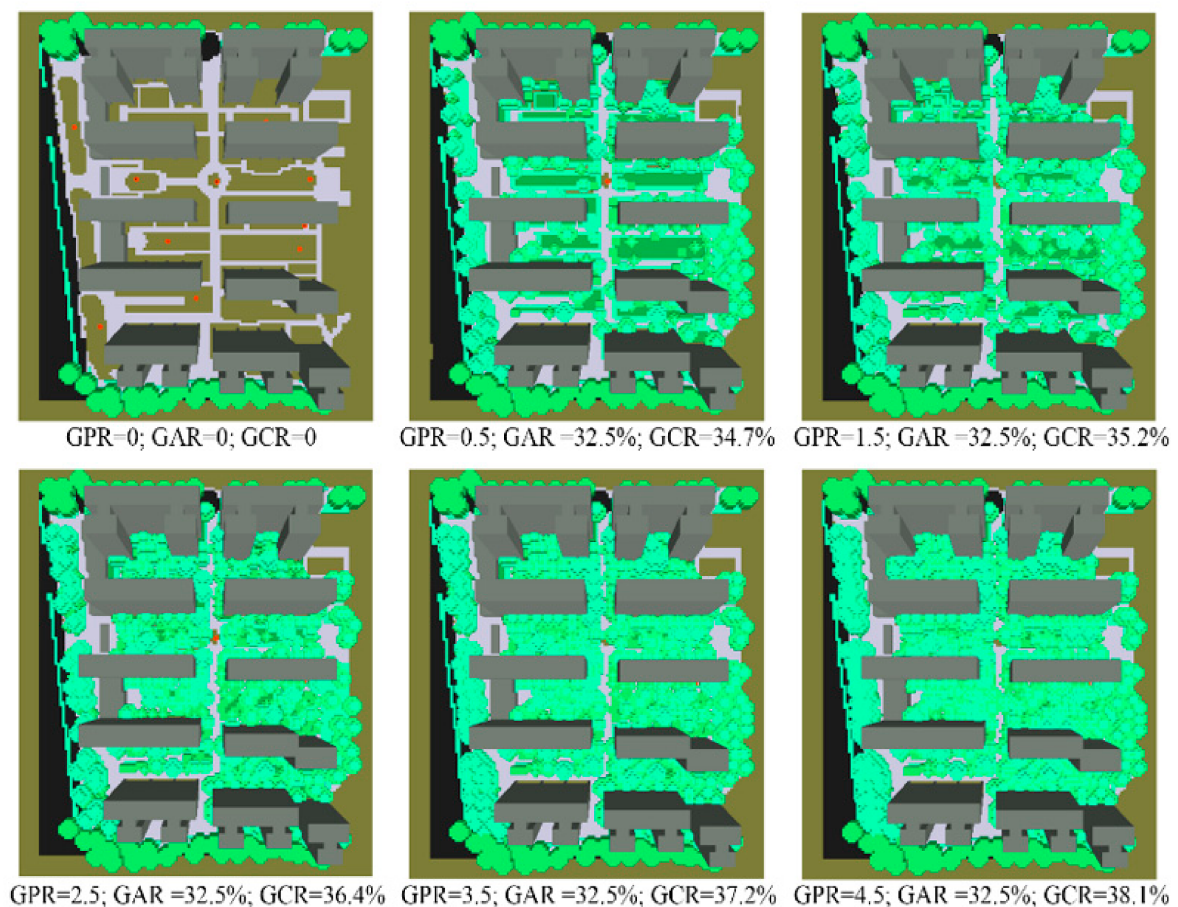 GPR=0; GAR=0; GCR=0
GPR=0.5; GAR =32.5%; GCR=34.7%
GPR=1.5; GAR =32.5%; GCR=35.2%
GPR=2.5; GAR =32.5%; GCR=36.4%
GPR=3.5; GAR =32.5%; GCR=37.2%
GPR=4.5; GAR =32.5%; GCR=38.1%